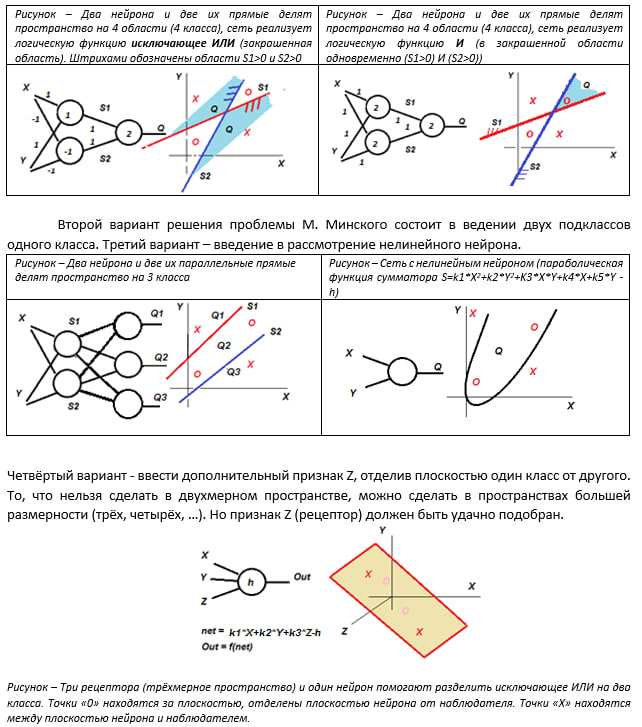 Рисунок – Два нейрона и две их прямые делят
пространство на 4 области (4 класса), сеть реализует
логическую функцию исключающее ИЛИ (закрашенная
область). Штрихами обозначены области S1>0 и S2>0
Y
X
1
S1
-1
1
1
1
-1
1
S2
2
Q
Y
-1
X
O
S1
Q
O
Q
X
X
S2
Рисунок – Два нейрона и две их прямые делят
пространство на 4 области (4 класса), сеть реализует
логическую функцию И (в закрашенной области
одновременно (S1>0) И (S2>0))
X
1
S1
1
2
1
1
2
1
S2
2
Q
Y
1
Y
Q
X
O
S1
O
X
X
S2
Второй вариант решения проблемы М. Минского состоит в ведении двух подклассов
одного класса. Третий вариант – введение в рассмотрение нелинейного нейрона.
Рисунок – Два нейрона и две их параллельные прямые
делят пространство на 3 класса
X
S1
Y
S2
Q1
Q2
Q3
Y
S1
X
Q1
O
S2
Q2
X
O
Q3
X
Рисунок – Сеть с нелинейным нейроном (параболическая
функция сумматора S=k1*X²+k2*Y²+K3*X*Y+k4*X+k5*Y -
h)
X
Y
Q
Y
X
O
Q
O
X
X
Четвёртый вариант - ввести дополнительный признак Z, отделив плоскостью один класс от другого.
То, что нельзя сделать в двухмерном пространстве, можно сделать в пространствах большей
размерности (трёх, четырёх, ...). Но признак Z (рецептор) должен быть удачно подобран.
X
Y
Z
h
Out
net = k1*X+k2*Y+k3*Z-h
Out = f(net)
Y
X
O
O
X
X
Z
Рисунок – Три рецептора (трёхмерное пространство) и один нейрон помогают разделить исключающее ИЛИ на два
класса. Точки «0» находятся за плоскостью, отделены плоскостью нейрона от наблюдателя. Точки «X» находятся
между плоскостью нейрона и наблюдателем.